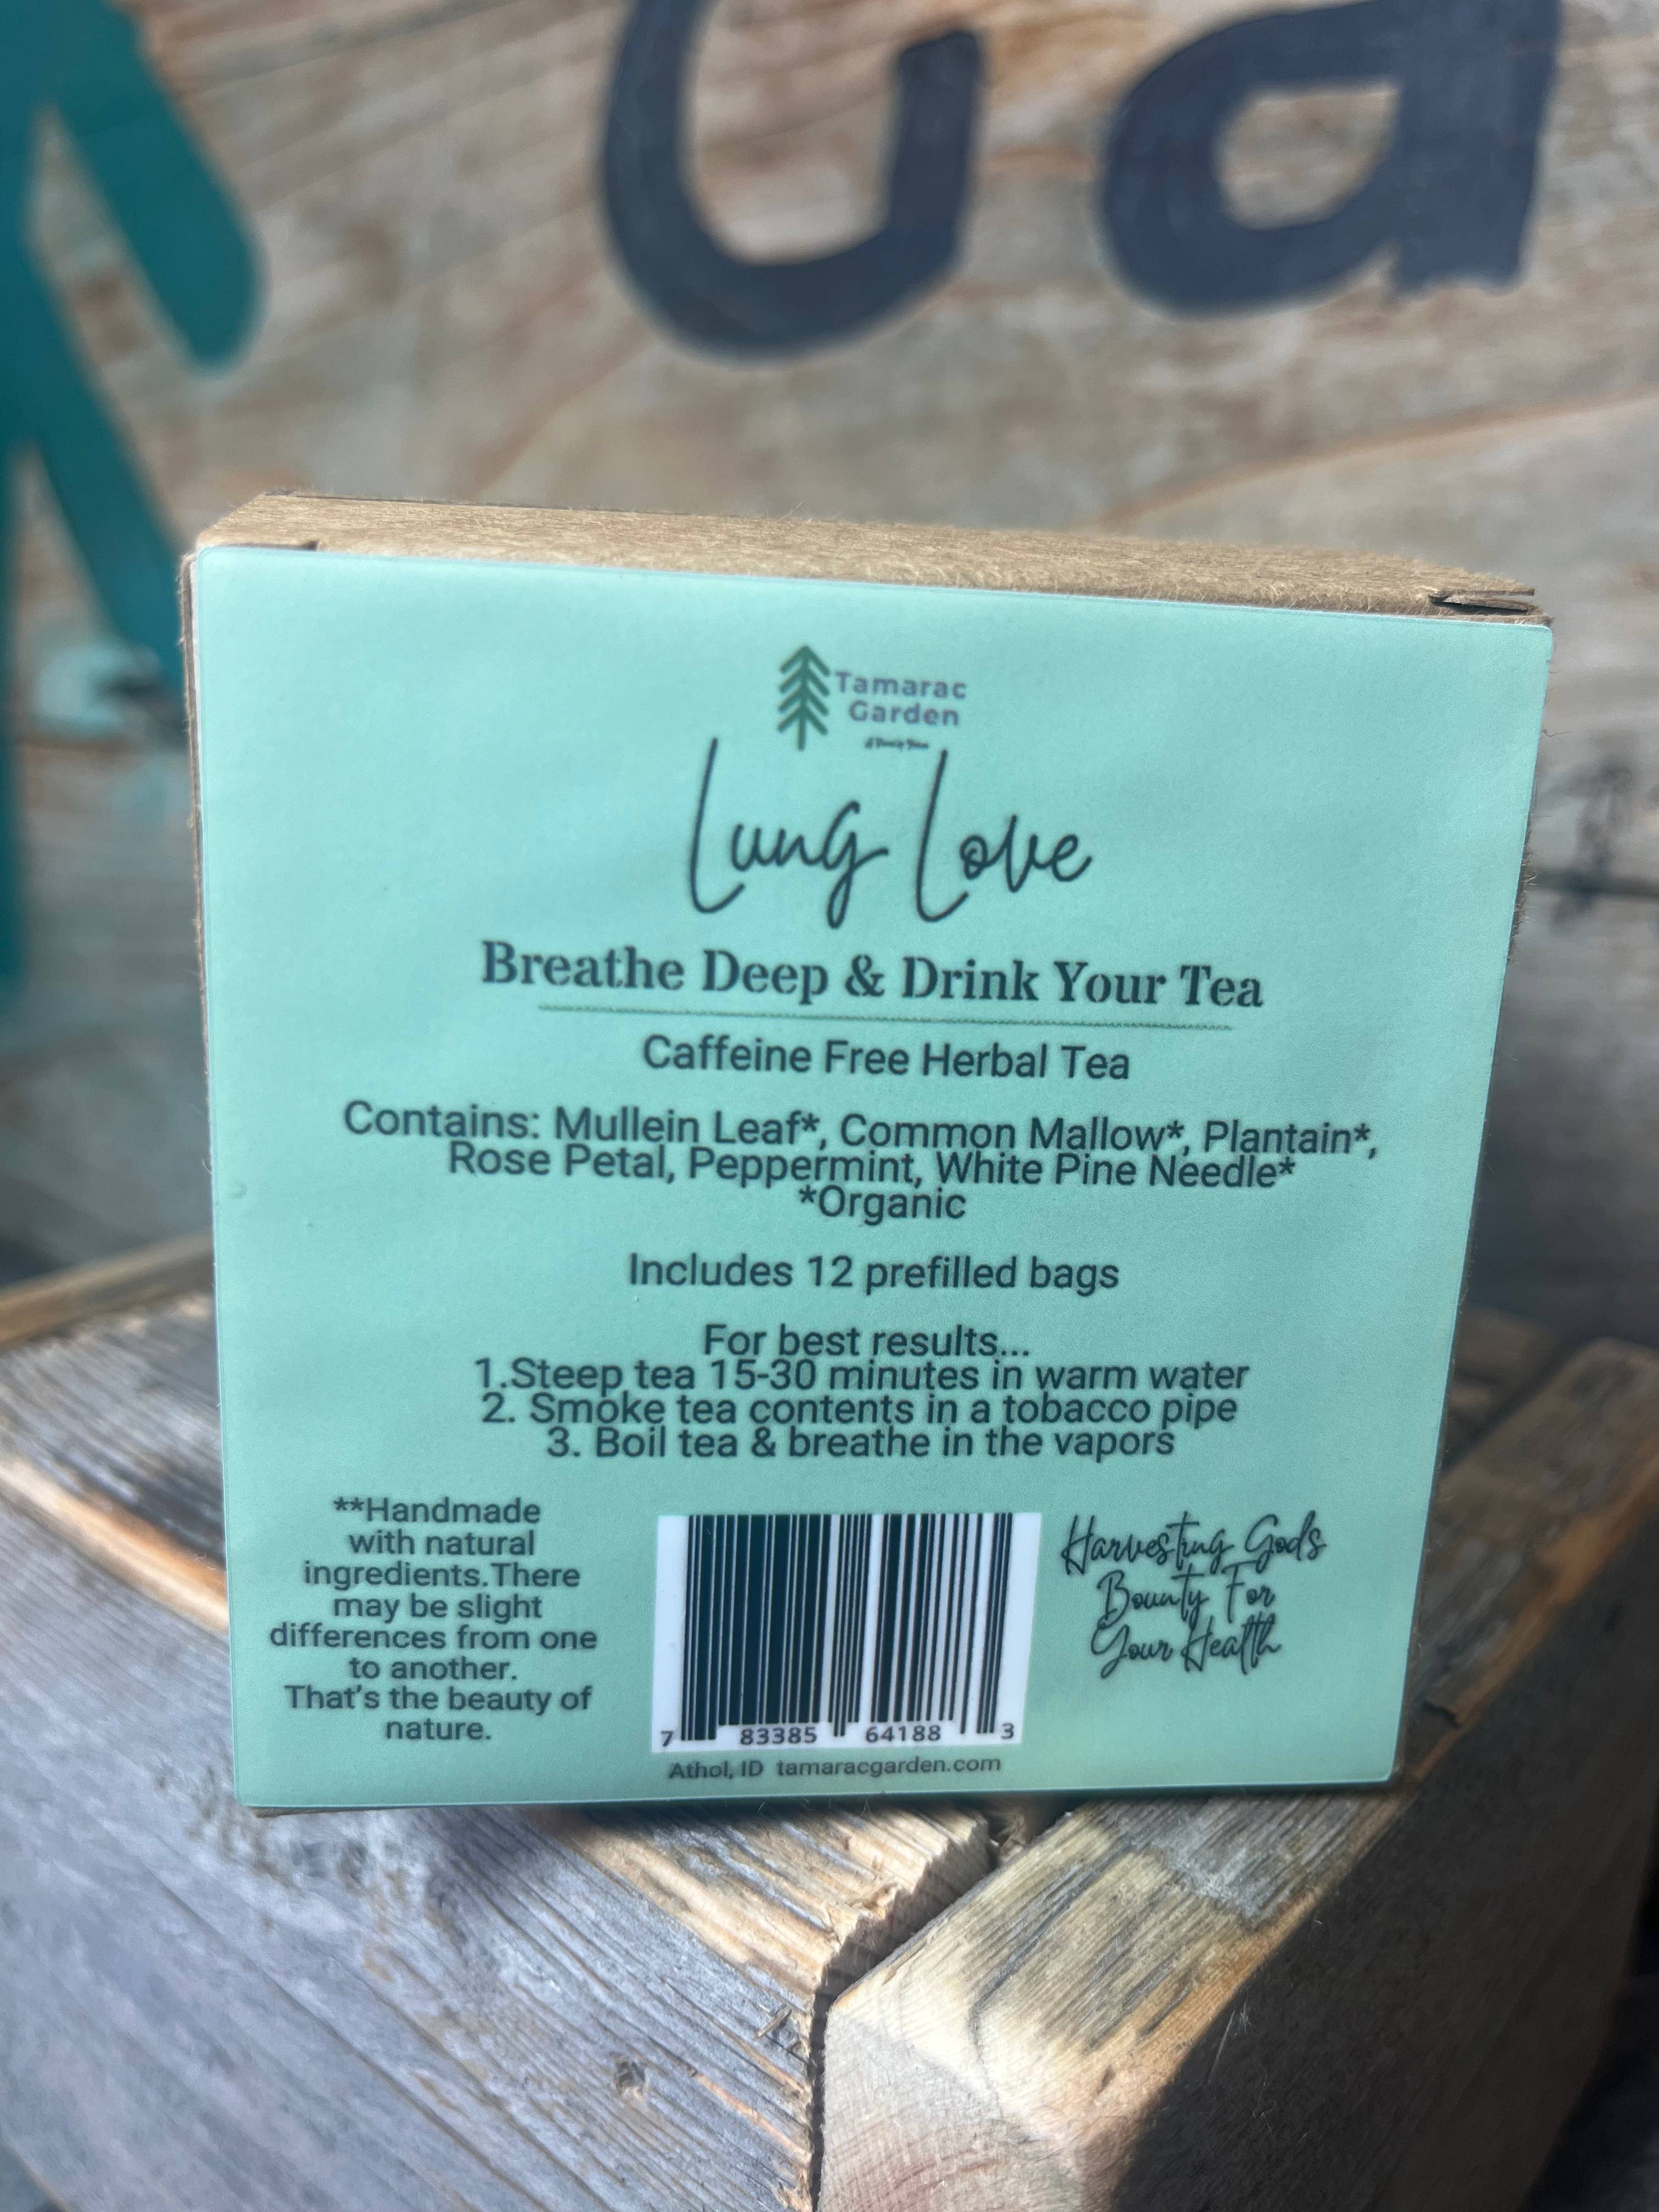 Ga
Tamarac
Garden
Lung Love
Breathe Deep & Drink Your Tea
Caffeine Free Herbal Tea
Contains: Mullein Leaf*, Common Mallow*, Plantain*,
Rose Petal, Peppermint, White Pine Needle*
*Organic
Includes 12 prefilled bags
For best results...
1.Steep tea 15-30 minutes in warm water
2. Smoke tea contents in a tobacco pipe
3. Boil tea & breathe in the vapors
**Handmade
with natural
ingredients.There
may be slight
differences from one
to another.
That's the beauty of
nature.
7 83385 64188 3
Harvesting Gods
Bounty For
Your Health
Athol, ID tamaracgarden.com